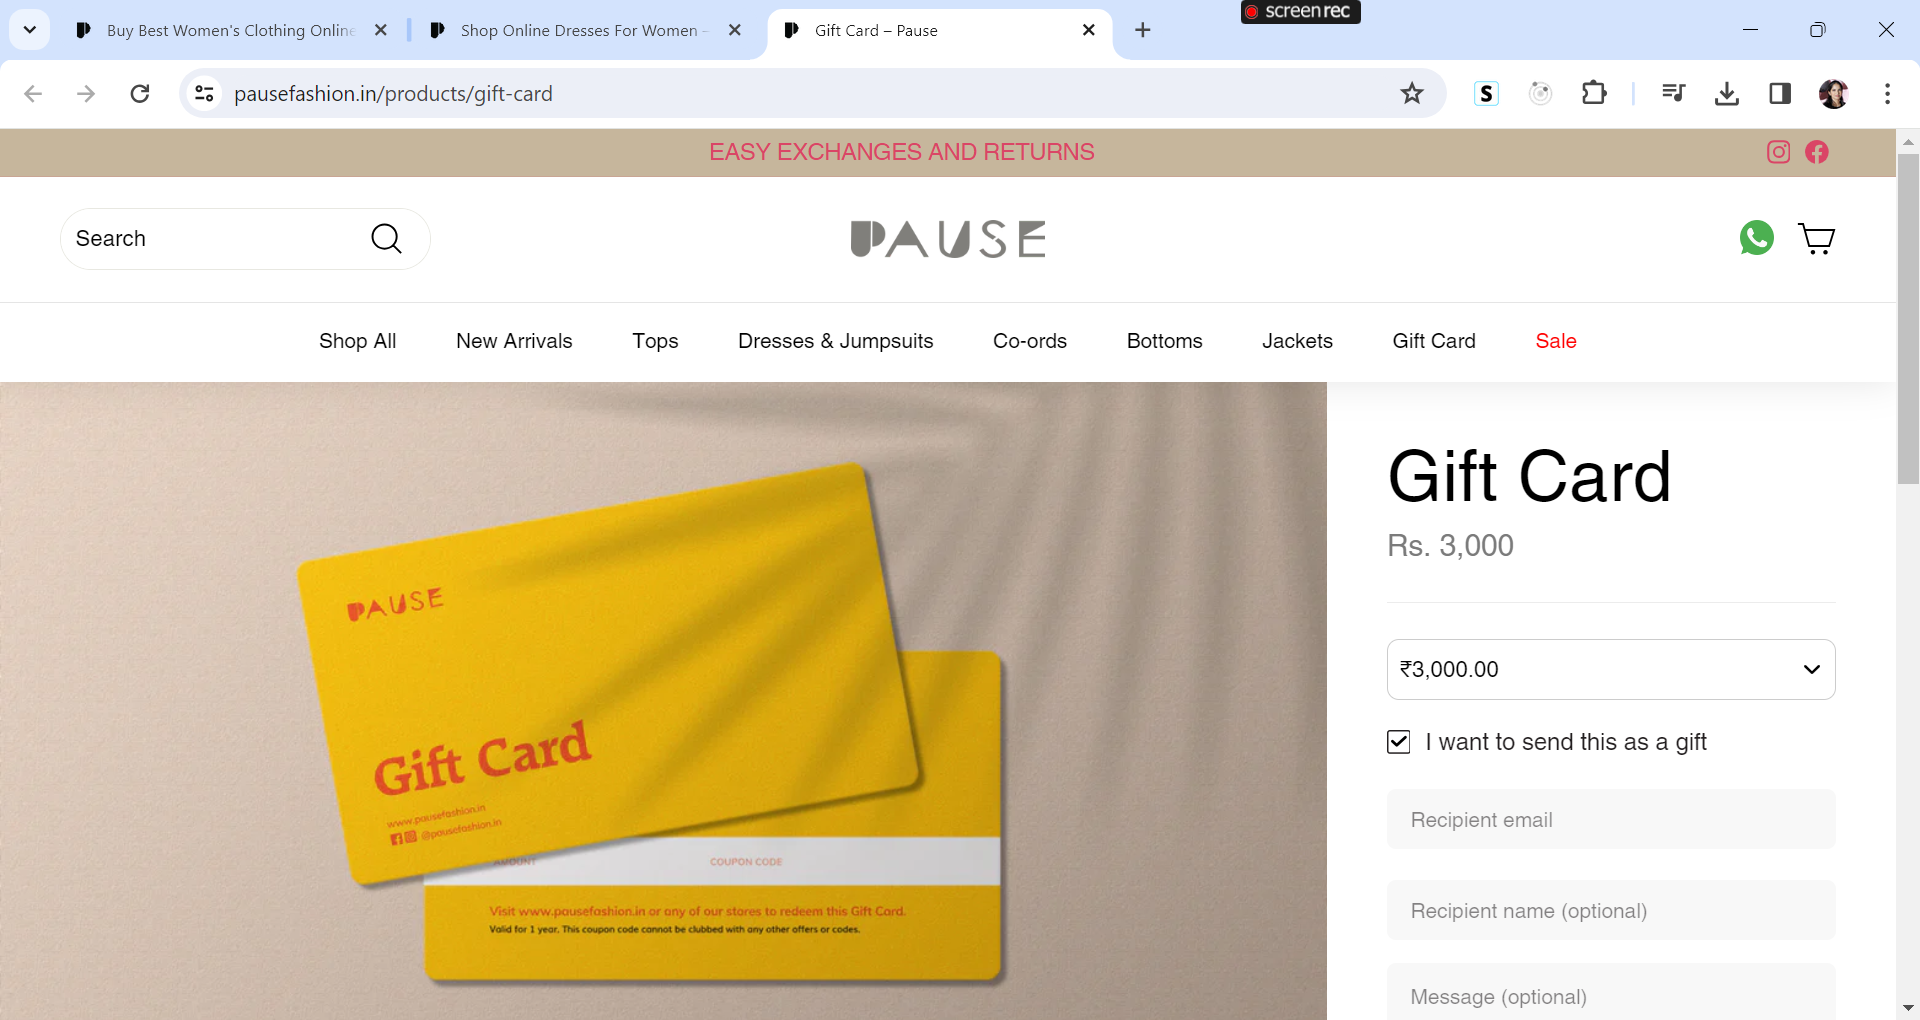 screenrec
Buy Best Women's Clothing Online
Shop Online Dresses For Women -
Gift Card – Pause
pausefashion.in/products/gift-card
S
EASY EXCHANGES AND RETURNS
Search
PAUSE
Shop All
New Arrivals
Tops
Dresses & Jumpsuits
Co-ords
Bottoms
Jackets
Gift Card
Sale
PAUSE
Gift Card
www.pausefashion.in
@pausefashion.in
AMOUNT
COUPON CODE
Visit www.pausefashion.in or any of our stores to redeem this Gift Card.
Valid for 1 year. This coupon code cannot be clubbed with any other offers or codes.
Gift Card
Rs. 3,000
₹3,000.00
I want to send this as a gift
Recipient email
Recipient name (optional)
Message (optional)